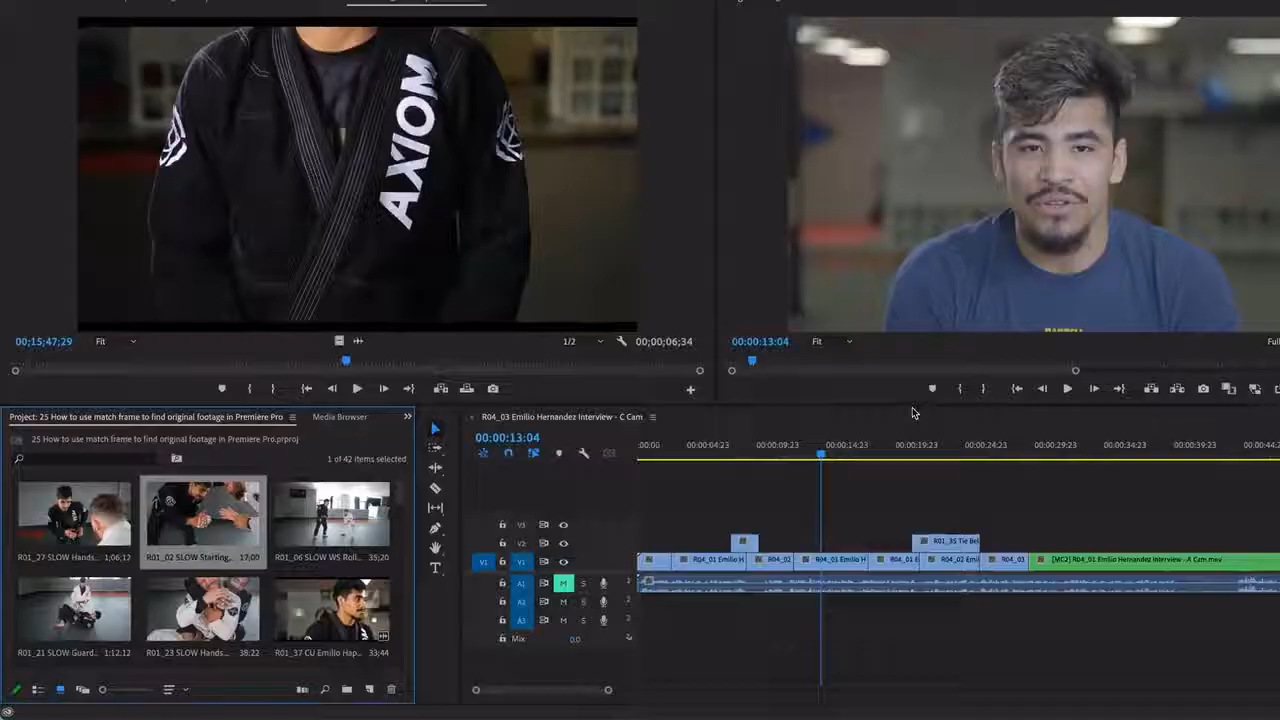 AXIOM
00;15;47;29
Fit
1/2
00;00;06;34
00:00:13:04
Fit
Full
Project: 25 How to use match frame to find original footage in Premiere Pro
Media Browser
25 How to use match frame to find original footage in Premiere Pro.prproj
1 of 42 items selected
R01_27 SLOW Hands...
1;06;12
R01_02 SLOW Starting...
17;00
R01_06 SLOW WS Roll...
35;20
R01_21 SLOW Guard...
1:12:12
R01_23 SLOW Hands...
38:22
R01_37 CU Emilio Hap...
33;44
R04_03 Emilio Hernandez Interview - C Cam
00:00:13:04
:00:00
00:00:04:23
00:00:09:23
00:00:14:23
00:00:19:23
00:00:24:23
00:00:29:23
00:00:34:23
00:00:39:23
00:00:44:2
V3
V2
R01_35 Tie Bel
V1
V1
R04_01 Emilio H
R04_02
R04_03 Emilio H
R04_01 E
R04_02 Emil
R04_03
[MC2] R04_01 Emilio Hernandez Interview - A Cam.mov
A1
M
S
A2
M
S
A3
M
S
Mix
0.0